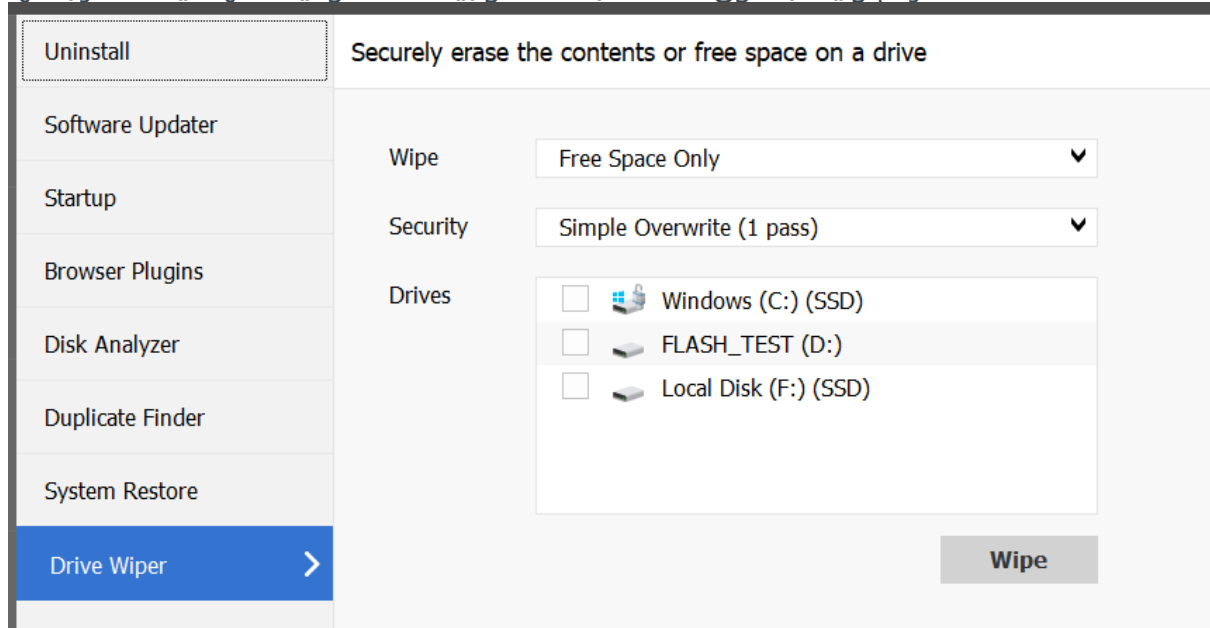 Uninstall
Software Updater
Startup
Browser Plugins
Disk Analyzer
Duplicate Finder
System Restore
Drive Wiper
Securely erase the contents or free space on a drive
Wipe
Free Space Only
Security
Simple Overwrite (1 pass)
Drives
Windows (C:) (SSD)
FLASH_TEST (D:)
Local Disk (F:) (SSD)
Wipe